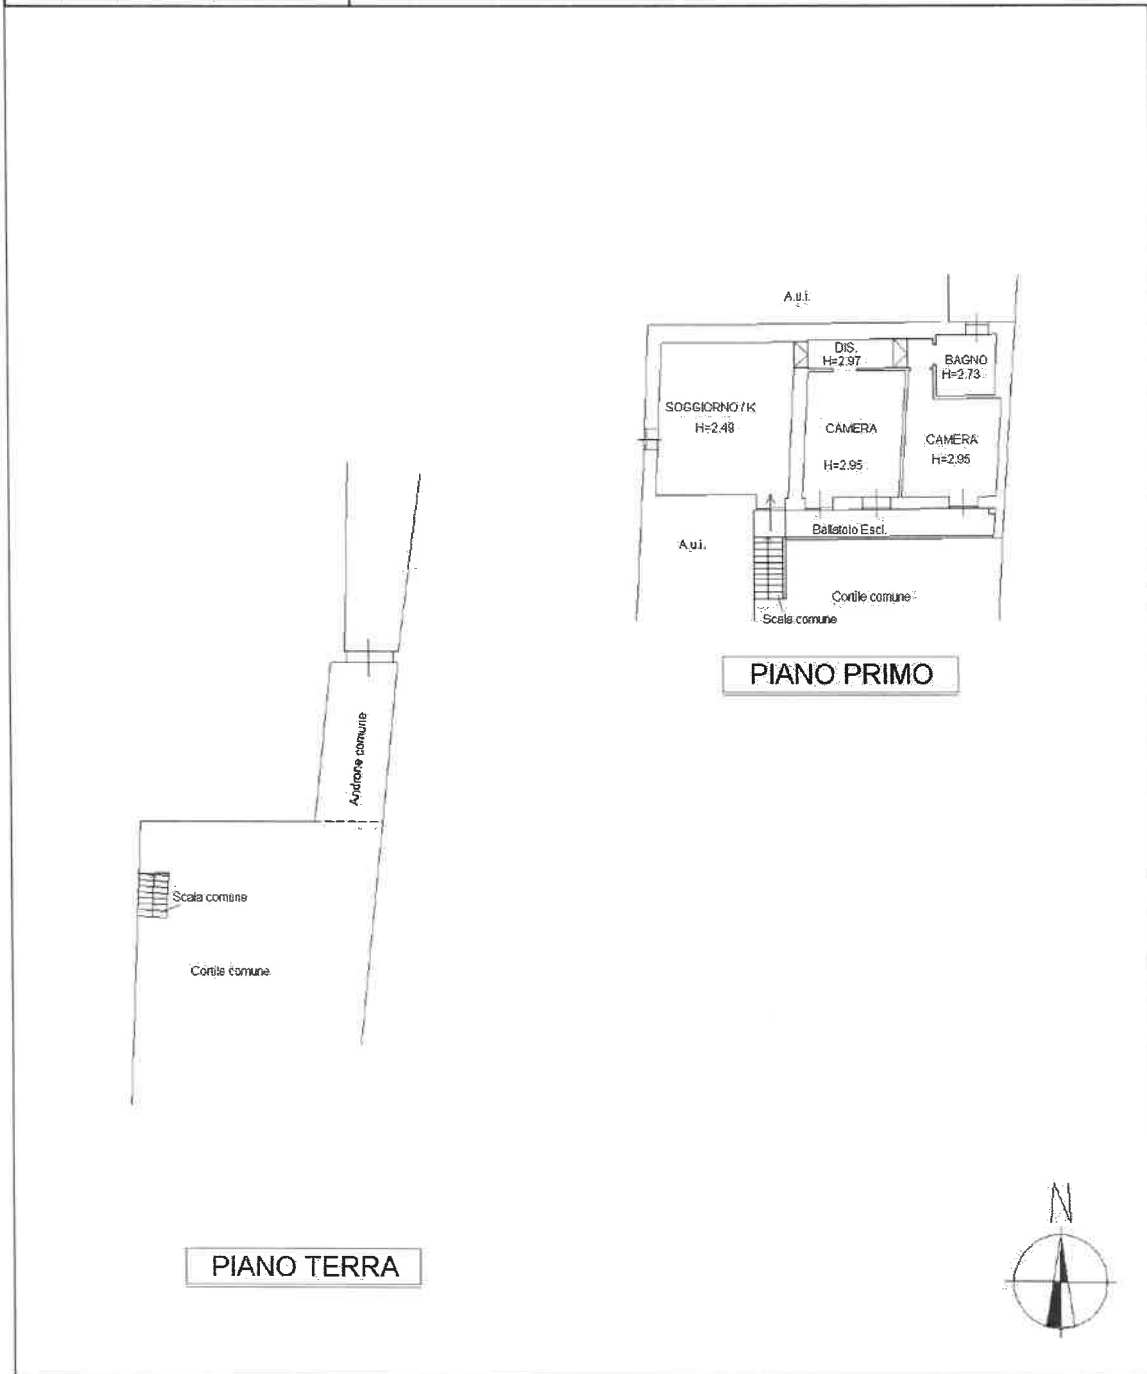 A.u.i.
DIS.
H=2.97
BAGNO
H=2.73
SOGGIORNO / K
H=2.49
CAMERA
H=2.95
CAMERA
H=2.95
Ballatoio Escl.
A.u.i.
Cortile comune
Scala comune
PIANO PRIMO
Androne comune
Scala comune
Cortile comune
N
PIANO TERRA